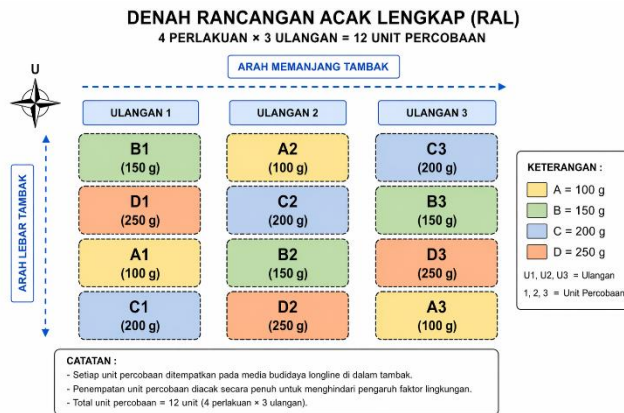 DENAH RANCANGAN ACAK LENGKAP (RAL)
4 PERLAKUAN × 3 ULANGAN = 12 UNIT PERCOBAAN
U
ARAH MEMANJANG TAMBAK
ARAH LEBAR TAMBAK
ULANGAN 1
ULANGAN 2
ULANGAN 3
B1
(150 g)
A2
(100 g)
C3
(200 g)
D1
(250 g)
C2
(200 g)
B3
(150 g)
A1
(100 g)
B2
(150 g)
D3
(250 g)
C1
(200 g)
D2
(250 g)
A3
(100 g)
KETERANGAN :
A = 100 g
B = 150 g
C = 200 g
D = 250 g
U1, U2, U3 = Ulangan
1, 2, 3 = Unit Percobaan
CATATAN :
- Setiap unit percobaan ditempatkan pada media budidaya longline di dalam tambak.
- Penempatan unit percobaan diacak secara penuh untuk menghindari pengaruh faktor lingkungan.
- Total unit percobaan = 12 unit (4 perlakuan × 3 ulangan).